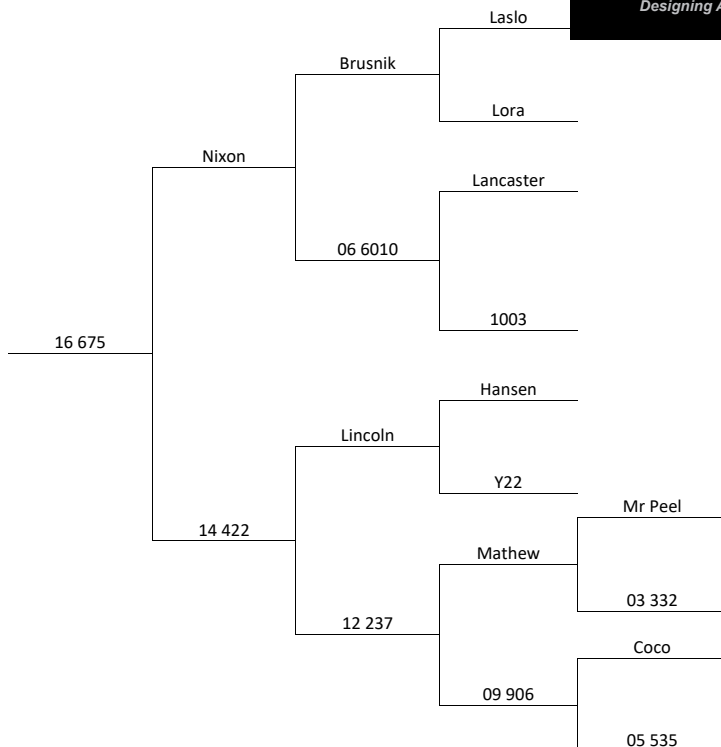 Designing
Laslo
Brusnik
Lora
Nixon
Lancaster
06 6010
1003
16 675
Hansen
Lincoln
Y22
Mr Peel
14 422
Mathew
03 332
12 237
Coco
09 906
05 535